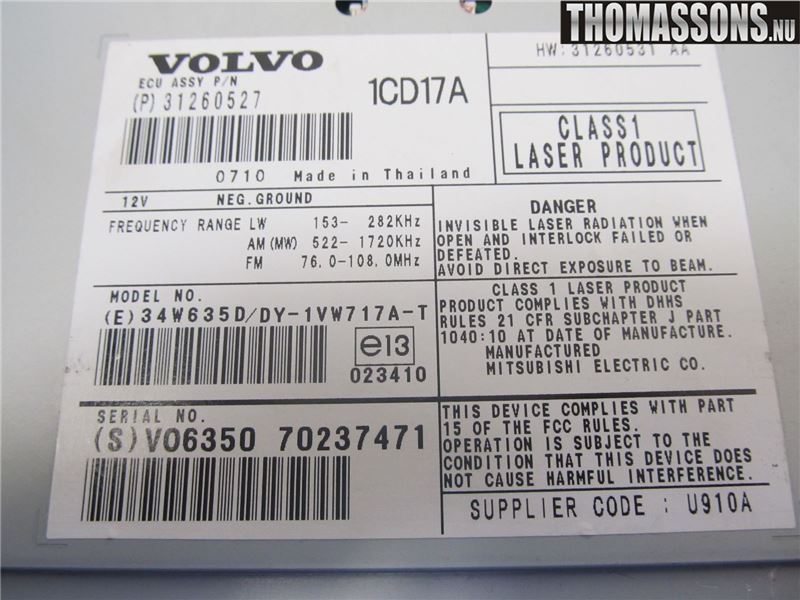 THOMASSONS.NU
VOLVO
ECU ASSY P/N
(P) 31260527
1CD17A
HW: 31260531 AA
CLASS1
LASER PRODUCT
0710 Made in Thailand
12V NEG. GROUND
FREQUENCY RANGE LW 153- 282KHz
AM (MW) 522- 1720KHz
FM 76.0-108.0MHz
DANGER
INVISIBLE LASER RADIATION WHEN
OPEN AND INTERLOCK FAILED OR
DEFEATED.
AVOID DIRECT EXPOSURE TO BEAM.
MODEL NO.
(E) 34W635D/DY-1VW717A-T
e13
023410
CLASS 1 LASER PRODUCT
PRODUCT COMPLIES WITH DHHS
RULES 21 CFR SUBCHAPTER J PART
1040:10 AT DATE OF MANUFACTURE.
MANUFACTURED
MITSUBISHI ELECTRIC CO.
SERIAL NO.
(S) V06350 70237471
THIS DEVICE COMPLIES WITH PART
15 OF THE FCC RULES.
OPERATION IS SUBJECT TO THE
CONDITION THAT THIS DEVICE DOES
NOT CAUSE HARMFUL INTERFERENCE.
SUPPLIER CODE : U910A